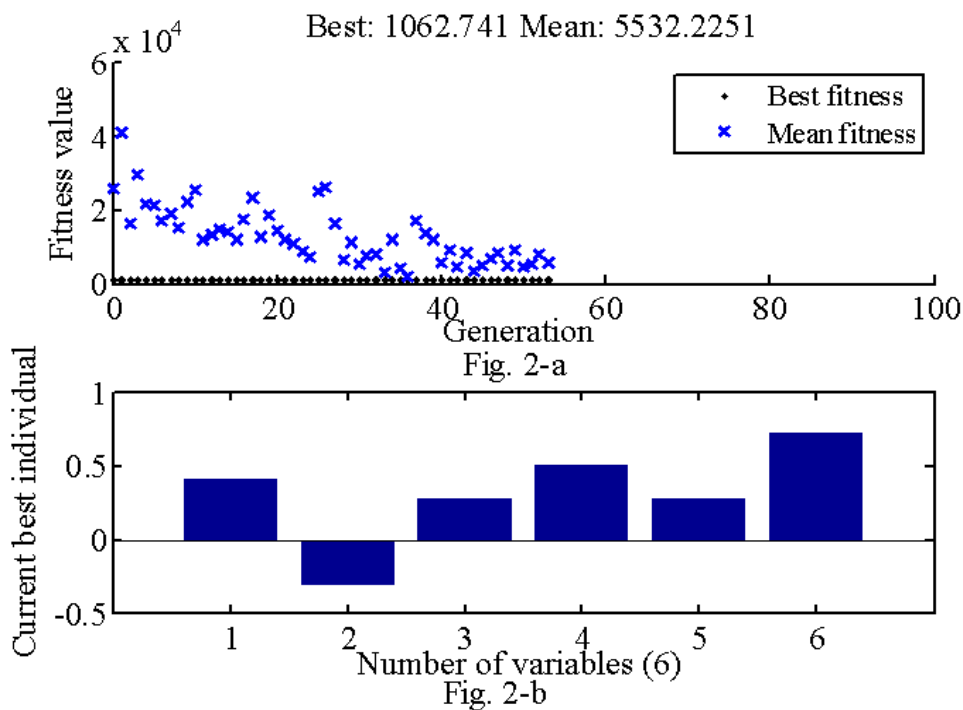 Best: 1062.741 Mean: 5532.2251
x 10⁴
6
4
2
0
Fitness value
Best fitness
Mean fitness
0 20 40 60 80 100
Generation
Fig. 2-a
1
0.5
0
-0.5
Current best individual
1 2 3 4 5 6
Number of variables (6)
Fig. 2-b